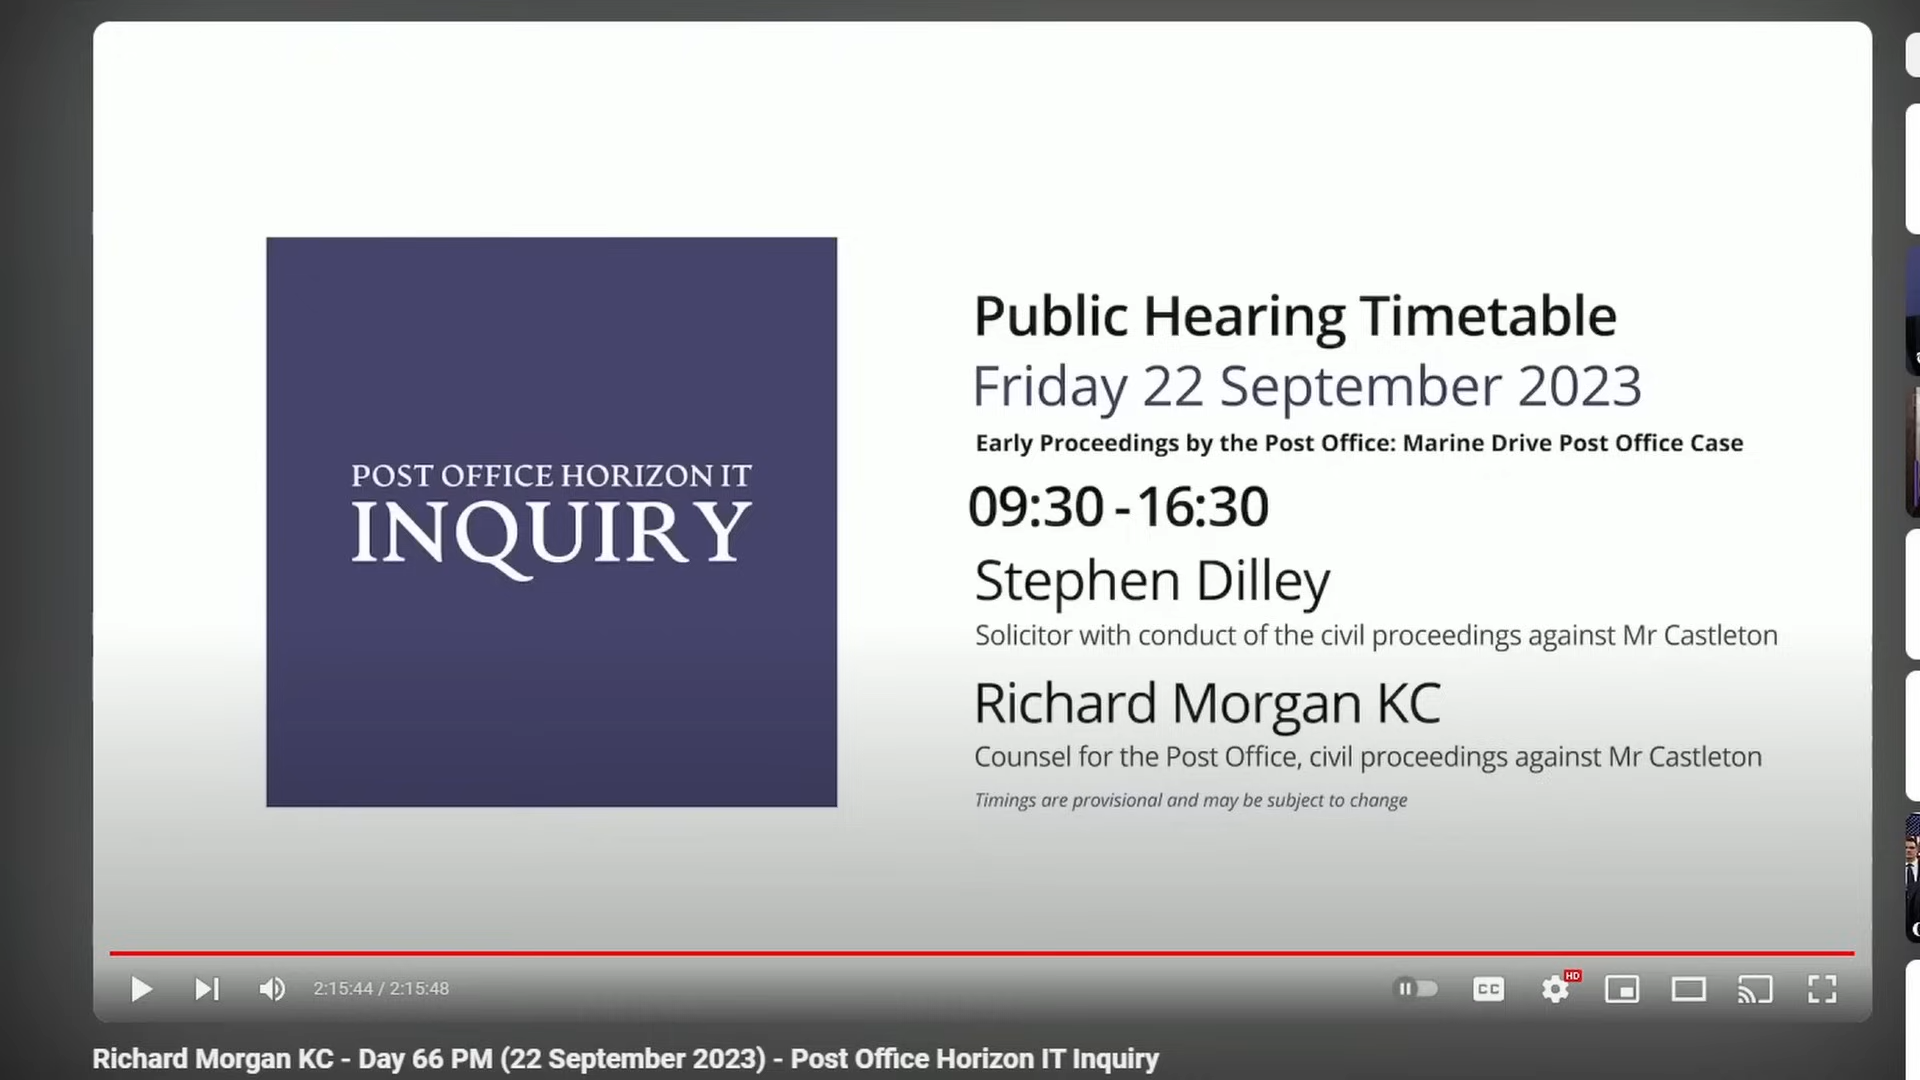 POST OFFICE HORIZON IT
INQUIRY
Public Hearing Timetable
Friday 22 September 2023
Early Proceedings by the Post Office: Marine Drive Post Office Case
09:30 - 16:30
Stephen Dilley
Solicitor with conduct of the civil proceedings against Mr Castleton
Richard Morgan KC
Counsel for the Post Office, civil proceedings against Mr Castleton
Timings are provisional and may be subject to change
2:15:44 / 2:15:48
CC
HD
Richard Morgan KC - Day 66 PM (22 September 2023) - Post Office Horizon IT Inquiry